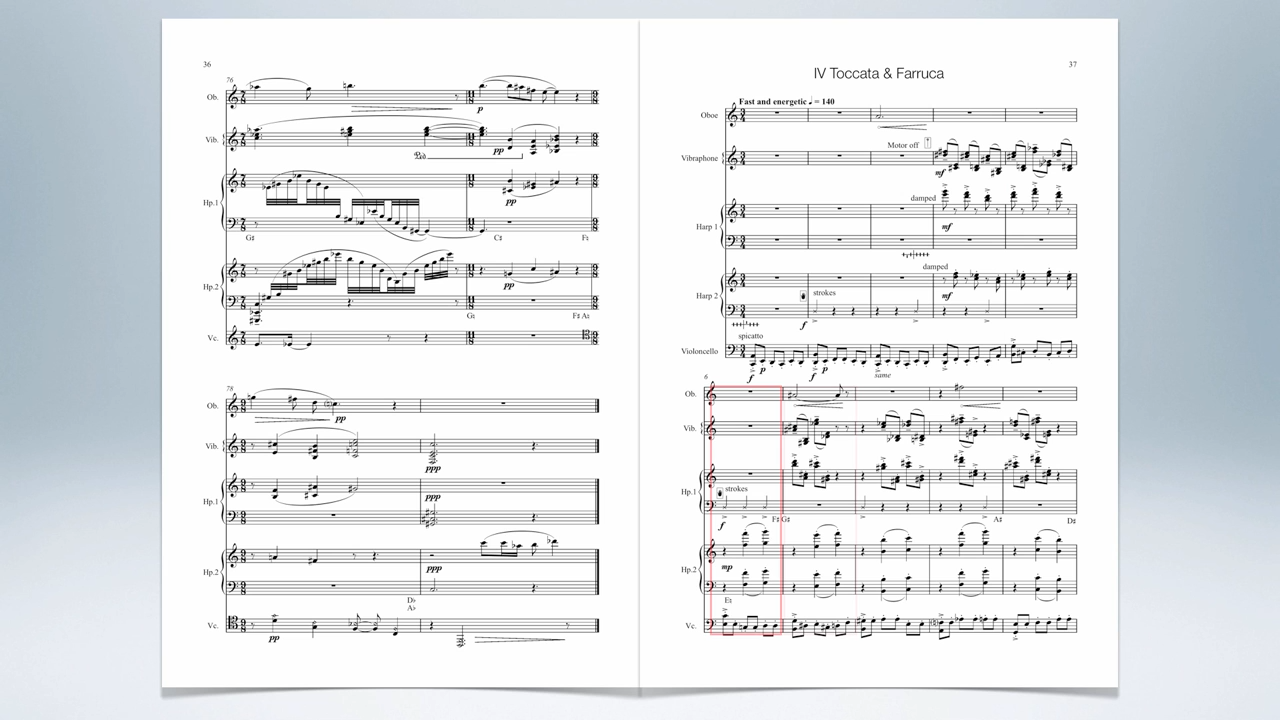 36
76
Ob.
p
Vib.
Ped.
pp
Hp.1
pp
G♯
C♯
F♮
Hp.2
pp
G♮
F♯ A♮
Vc.
78
Ob.
pp
Vib.
ppp
Hp.1
ppp
Hp.2
ppp
D♭
A♭
Vc.
pp
37
IV Toccata & Farruca
Fast and energetic ♩ = 140
Oboe
Motor off
Vibraphone
mf
damped
Harp 1
mf
damped
strokes
Harp 2
mf
f
spicatto
Violoncello
f p f p same
6
Ob.
Vib.
strokes
Hp.1
f
F♯ G♯
A♯
D♯
mp
Hp.2
E♮
Vc.